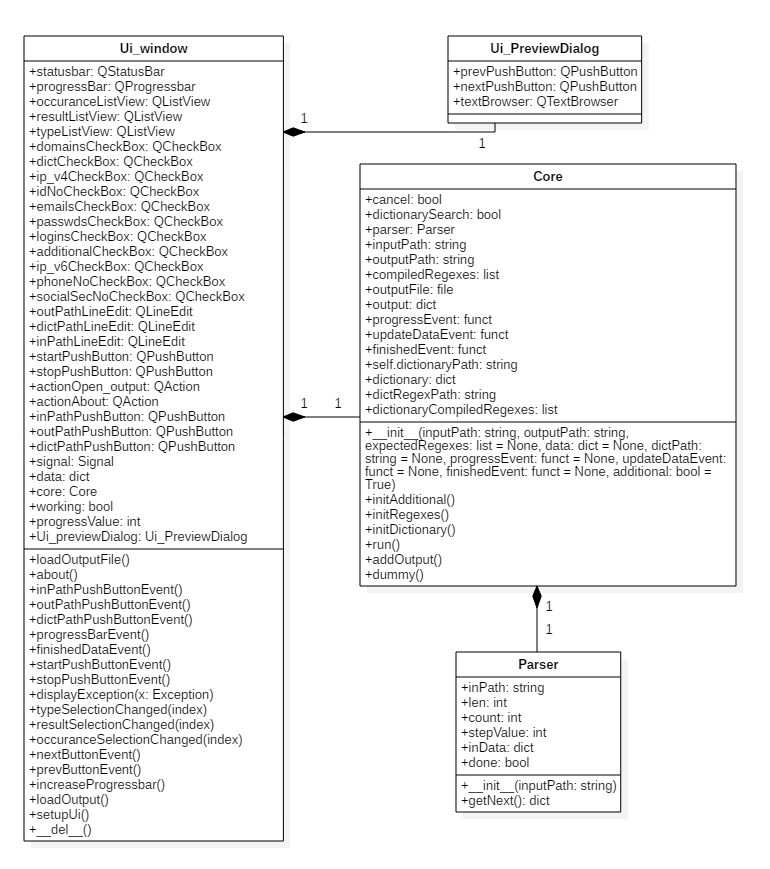 Ui_window
+statusbar: QStatusBar
+progressBar: QProgressbar
+occuranceListView: QListView
+resultListView: QListView
+typeListView: QListView
+domainsCheckBox: QCheckBox
+dictCheckBox: QCheckBox
+ip_v4CheckBox: QCheckBox
+idNoCheckBox: QCheckBox
+emailsCheckBox: QCheckBox
+passwdsCheckBox: QCheckBox
+loginsCheckBox: QCheckBox
+additionalCheckBox: QCheckBox
+ip_v6CheckBox: QCheckBox
+phoneNoCheckBox: QCheckBox
+socialSecNoCheckBox: QCheckBox
+outPathLineEdit: QLineEdit
+dictPathLineEdit: QLineEdit
+inPathLineEdit: QLineEdit
+startPushButton: QPushButton
+stopPushButton: QPushButton
+actionOpen_output: QAction
+actionAbout: QAction
+inPathPushButton: QPushButton
+outPathPushButton: QPushButton
+dictPathPushButton: QPushButton
+signal: Signal
+data: dict
+core: Core
+working: bool
+progressValue: int
+Ui_previewDialog: Ui_PreviewDialog
+loadOutputFile()
+about()
+inPathPushButtonEvent()
+outPathPushButtonEvent()
+dictPathPushButtonEvent()
+progressBarEvent()
+finishedDataEvent()
+startPushButtonEvent()
+stopPushButtonEvent()
+displayException(x: Exception)
+typeSelectionChanged(index)
+resultSelectionChanged(index)
+occuranceSelectionChanged(index)
+nextButtonEvent()
+prevButtonEvent()
+increaseProgressbar()
+loadOutput()
+setupUi()
+__del__()
1
1
Ui_PreviewDialog
+prevPushButton: QPushButton
+nextPushButton: QPushButton
+textBrowser: QTextBrowser
1
1
Core
+cancel: bool
+dictionarySearch: bool
+parser: Parser
+inputPath: string
+outputPath: string
+compiledRegexes: list
+outputFile: file
+output: dict
+progressEvent: funct
+updateDataEvent: funct
+finishedEvent: funct
+self.dictionaryPath: string
+dictionary: dict
+dictRegexPath: string
+dictionaryCompiledRegexes: list
+__init__(inputPath: string, outputPath: string,
expectedRegexes: list = None, data: dict = None, dictPath:
string = None, progressEvent: funct = None, updateDataEvent:
funct = None, finishedEvent: funct = None, additional: bool =
True)
+initAdditional()
+initRegexes()
+initDictionary()
+run()
+addOutput()
+dummy()
1
1
Parser
+inPath: string
+len: int
+count: int
+stepValue: int
+inData: dict
+done: bool
+__init__(inputPath: string)
+getNext(): dict